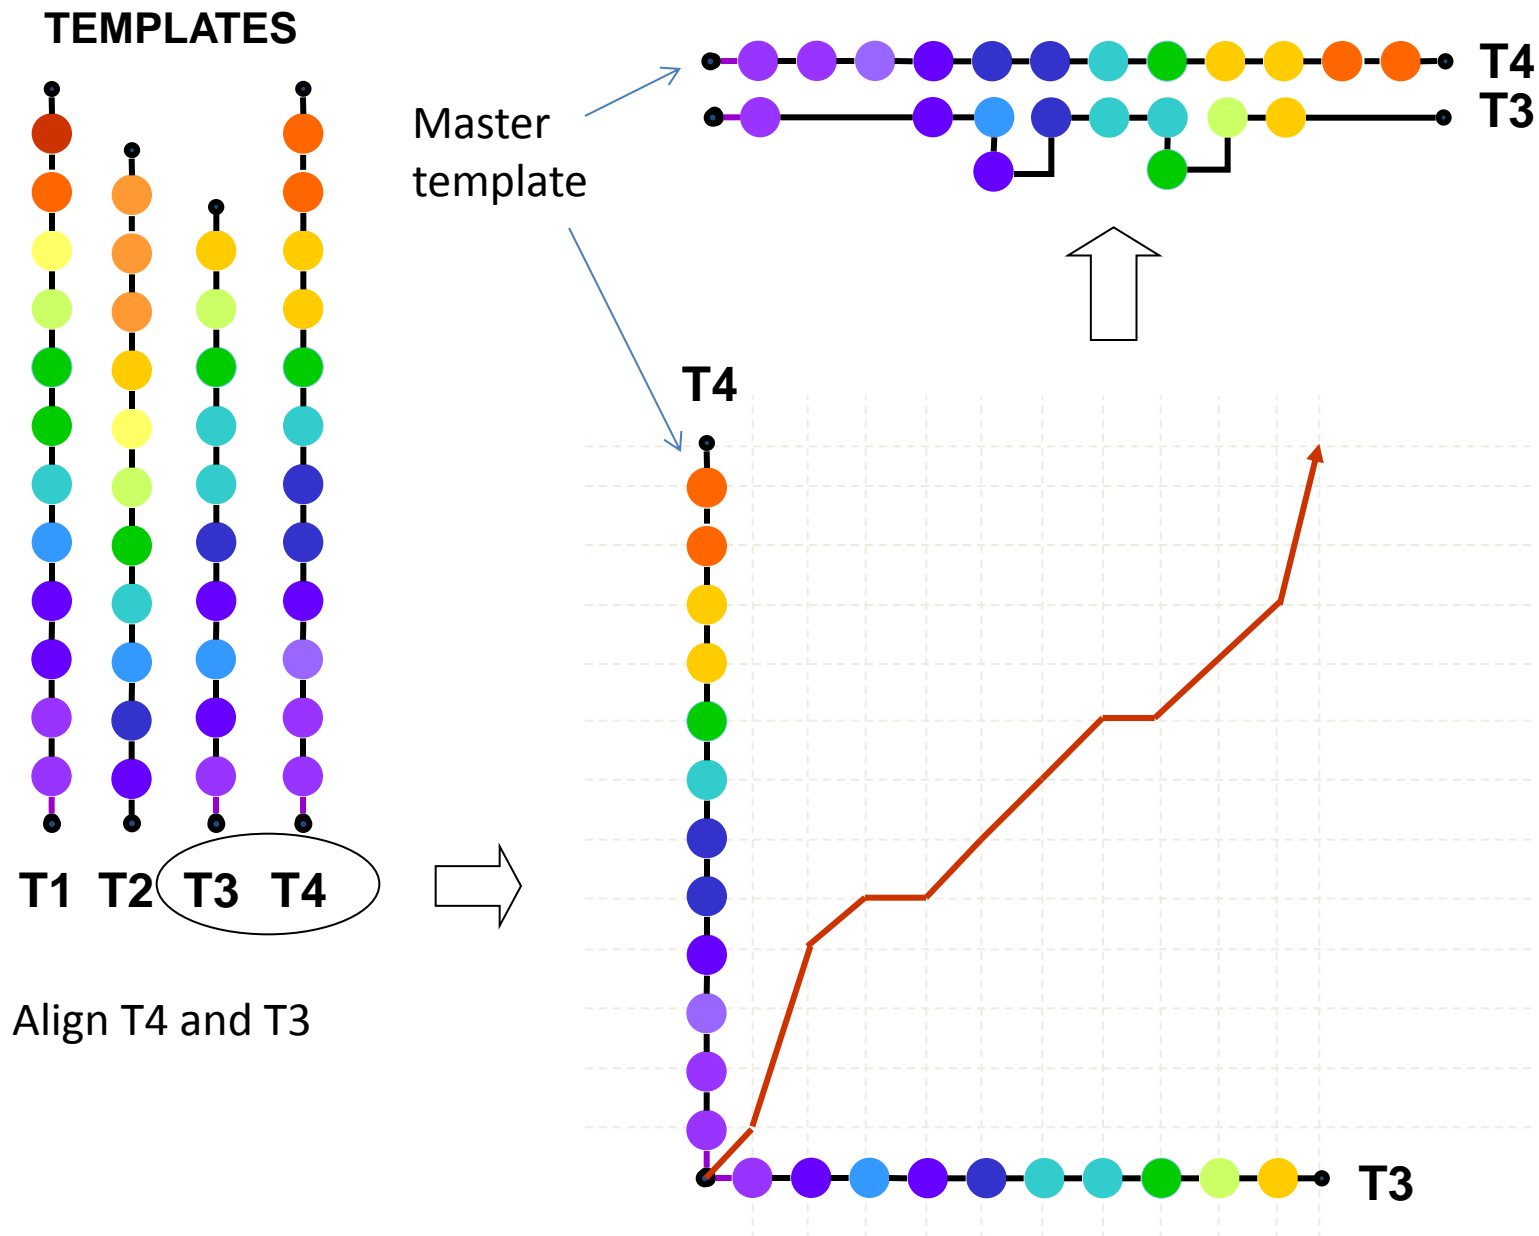 TEMPLATES
T4
T3
Master
template
T4
T1 T2 T3 T4
Align T4 and T3
T3